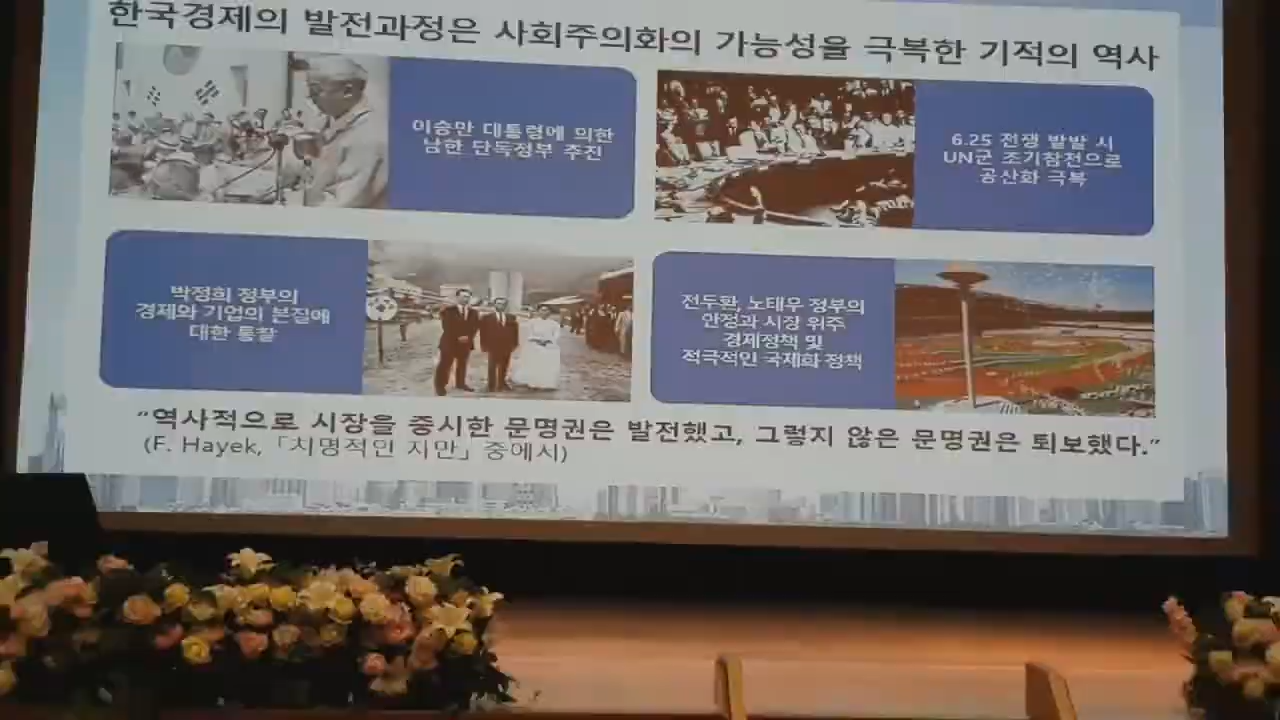 한국경제의 발전과정은 사회주의화의 가능성을 극복한 기적의 역사
이승만 대통령에 의한
남한 단독정부 추진
6.25 전쟁 발발 시
UN군 조기참전으로
공산화 극복
박정희 정부의
경제와 기업의 본질에
대한 통찰
전두환, 노태우 정부의
안정과 시장 위주
경제정책 및
적극적인 국제화 정책
“역사적으로 시장을 중시한 문명권은 발전했고, 그렇지 않은 문명권은 퇴보했다.”
(F. Hayek, 「치명적인 자만」 중에서)